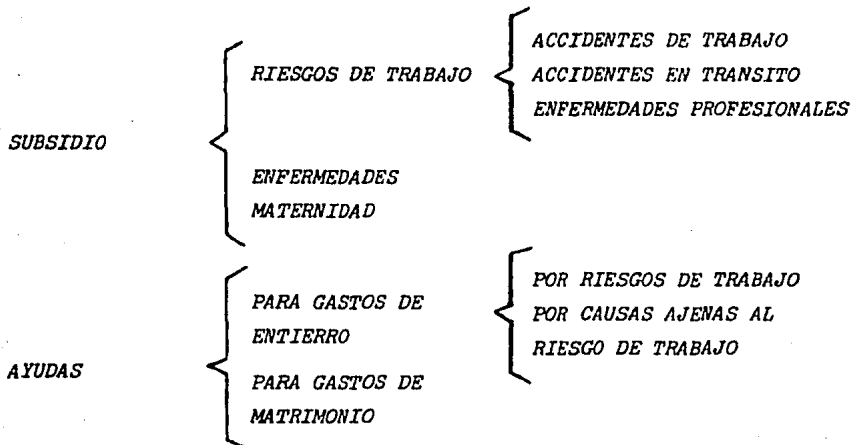 SUBSIDIO
RIESGOS DE TRABAJO
ACCIDENTES DE TRABAJO
ACCIDENTES EN TRANSITO
ENFERMEDADES PROFESIONALES
ENFERMEDADES
MATERNIDAD
AYUDAS
PARA GASTOS DE
ENTIERRO
POR RIESGOS DE TRABAJO
POR CAUSAS AJENAS AL
RIESGO DE TRABAJO
PARA GASTOS DE
MATRIMONIO